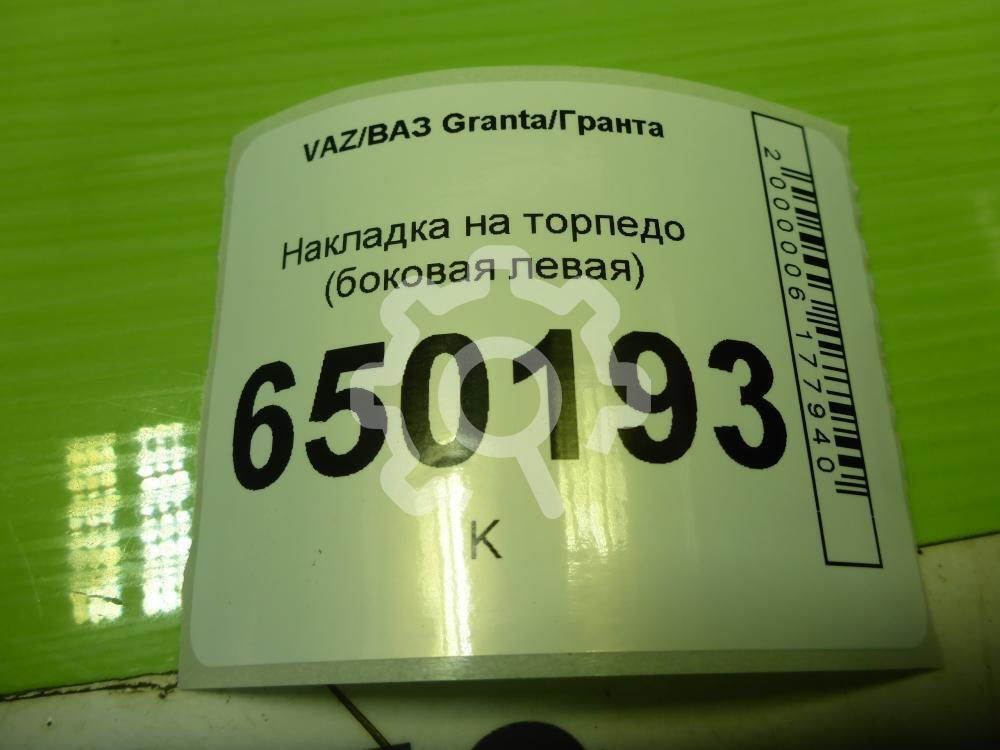 VAZ/ВАЗ Granta/Гранта
Накладка на торпедо
(боковая левая)
650193
K
2000006177940